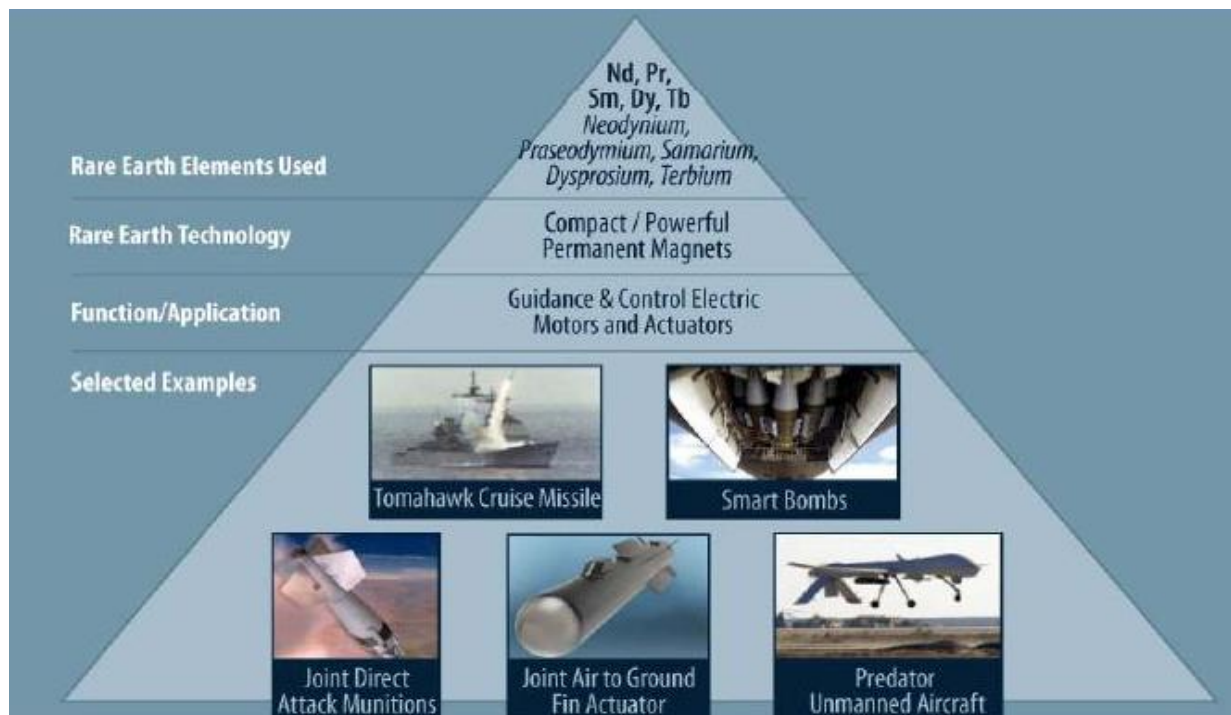 Nd, Pr,
Sm, Dy, Tb
Neodynium,
Praseodymium, Samarium,
Dysprosium, Terbium
Rare Earth Elements Used
Rare Earth Technology
Compact / Powerful
Permanent Magnets
Function/Application
Guidance & Control Electric
Motors and Actuators
Selected Examples
Tomahawk Cruise Missile
Smart Bombs
Joint Direct
Attack Munitions
Joint Air to Ground
Fin Actuator
Predator
Unmanned Aircraft